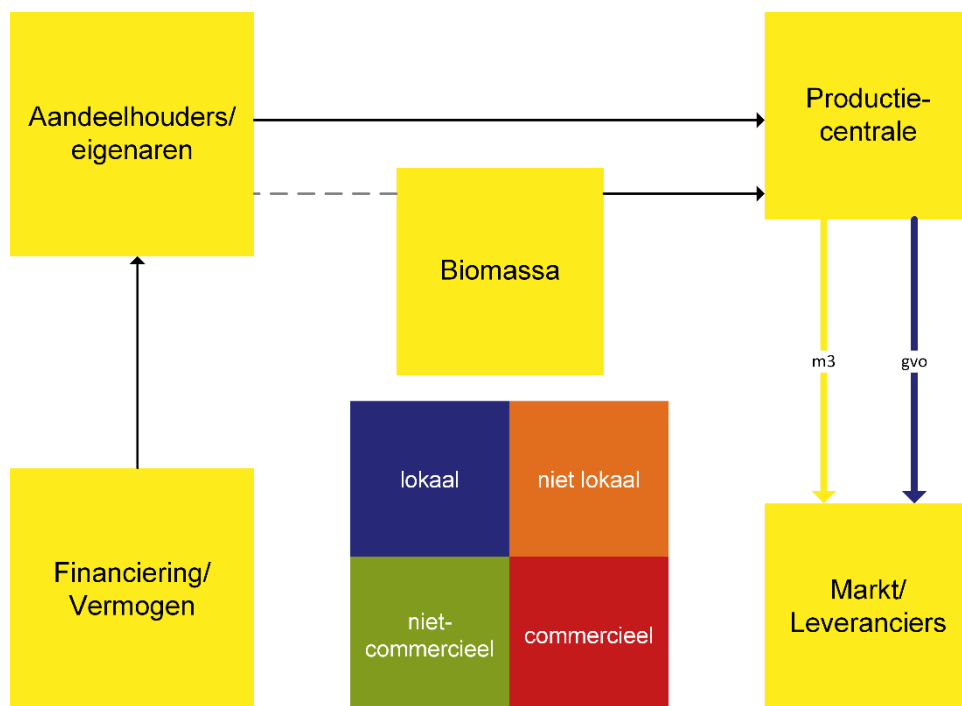 Aandeelhouders/
eigenaren
Productie-
centrale
Biomassa
m3
gvo
lokaal
niet lokaal
niet-
commercieel
commercieel
Financiering/
Vermogen
Markt/
Leveranciers